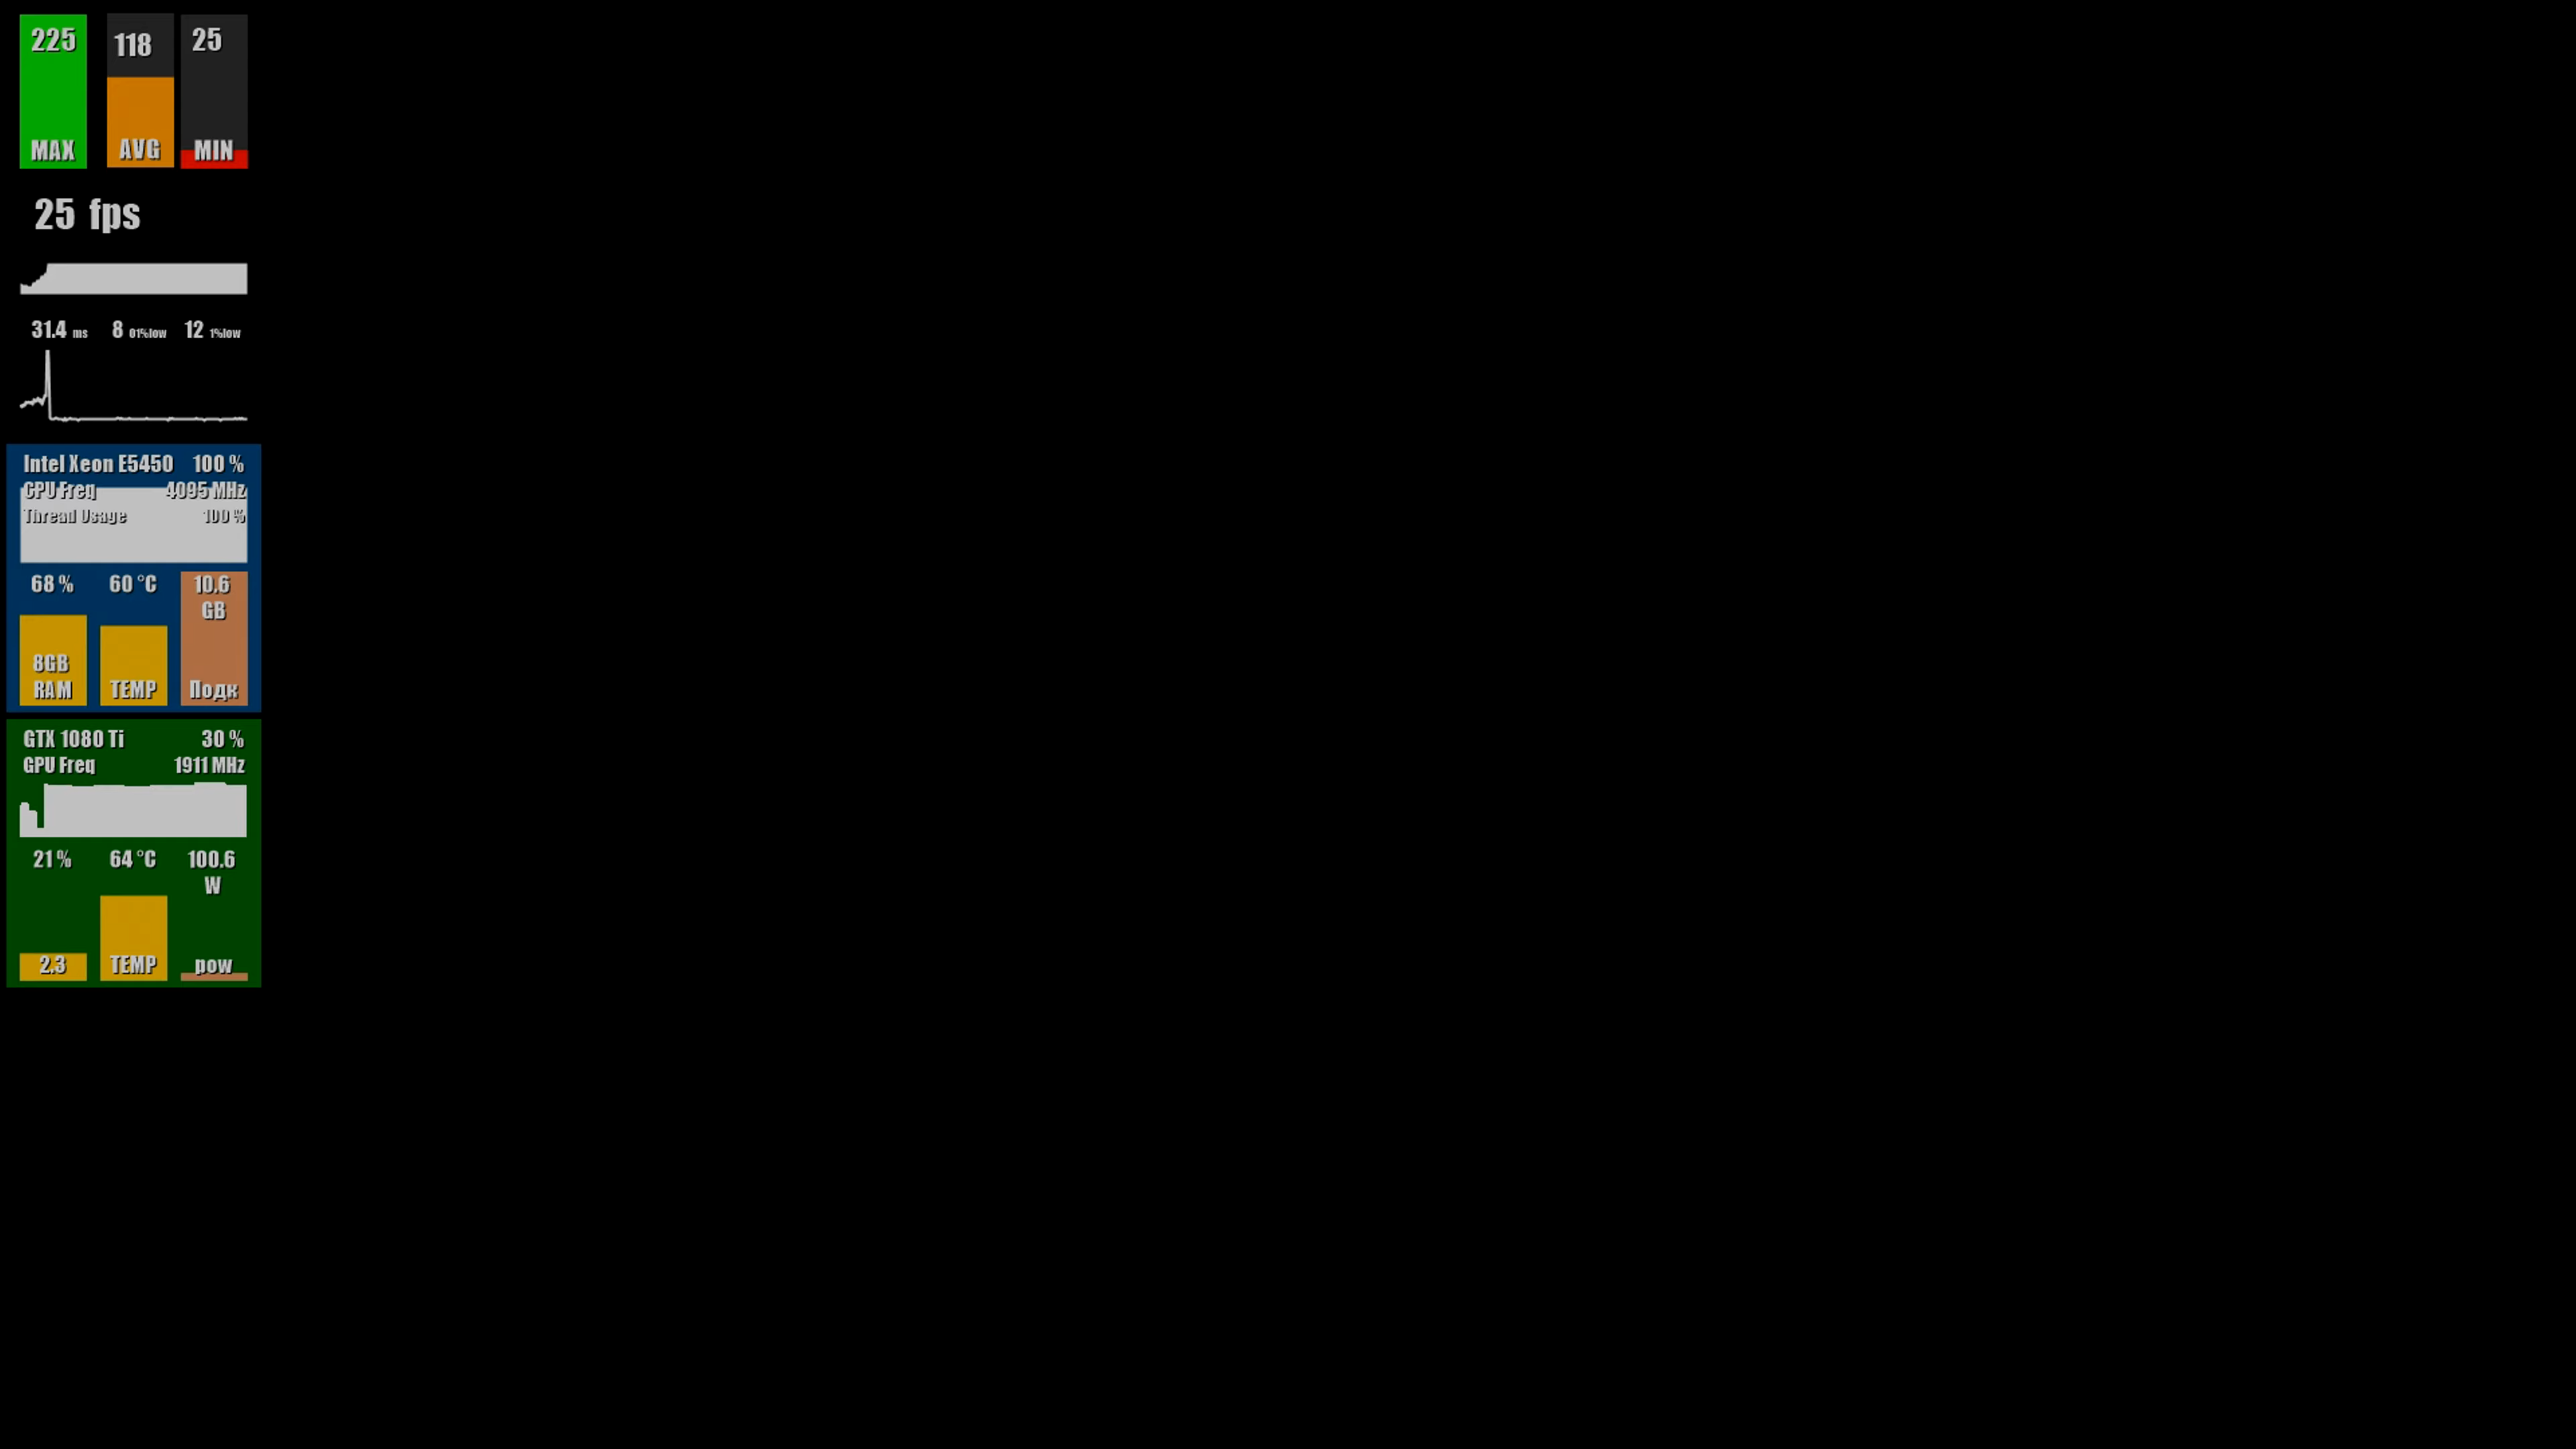 225 118 25
MAX AVG MIN
25 fps
31.4 ms 8 01%low 12 1%low
Intel Xeon E5450 100 %
CPU Freq 4095 MHz
Thread Usage 100 %
68 % 60 °C 10.6
GB
8GB
RAM TEMP Подк
GTX 1080 Ti 30 %
GPU Freq 1911 MHz
21 % 64 °C 100.6
W
2.3 TEMP pow